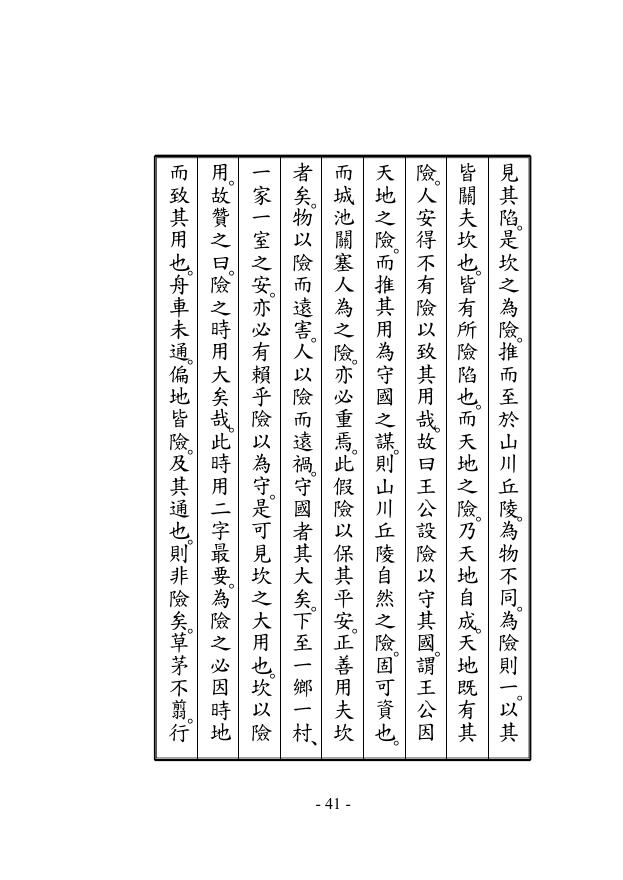 見其陷。是坎之為險。推而至於山川丘陵。為物不同。為險則一。以其
皆關夫坎也。皆有所險陷也。而天地之險。乃天地自成。天地既有其
險。人安得不有險以致其用哉。故曰王公設險以守其國。謂王公因
天地之險。而推其用為守國之謀。則山川丘陵自然之險。固可資也。
而城池關塞人為之險。亦必重焉。此假險以保其平安。正善用夫坎
者矣。物以險而遠害。人以險而遠禍。守國者其大矣。下至一鄉一村、
一家一室之安。亦必有賴乎險以為守。是可見坎之大用也。坎以險
用。故贊之曰。險之時用大矣哉。此時用二字最要。為險之必因時地
而致其用也。舟車未通。偏地皆險。及其通也。則非險矣。草茅不翦。行
- 41 -